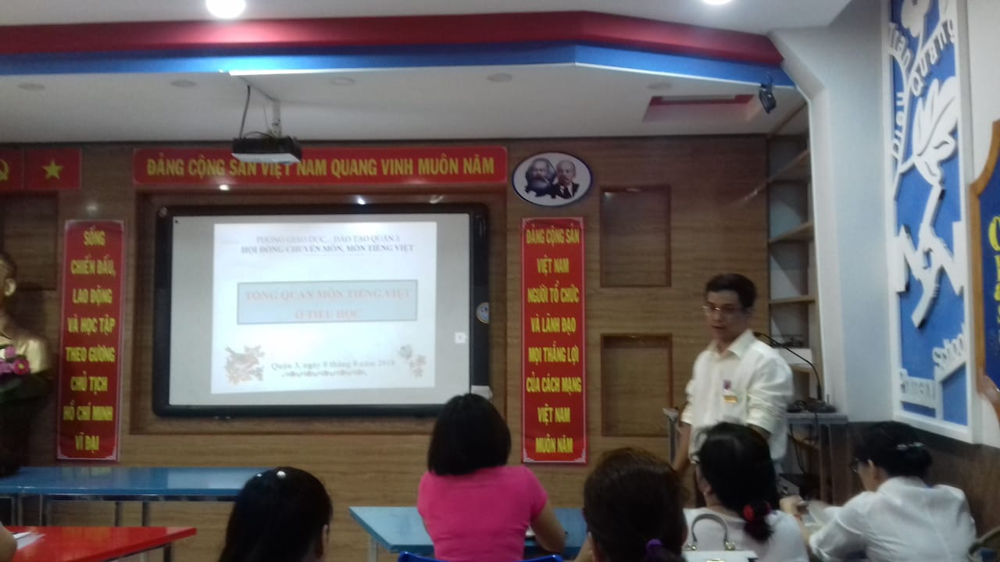 ĐẢNG CỘNG SẢN VIỆT NAM QUANG VINH MUÔN NĂM
SỐNG
CHIẾN ĐẤU,
LAO ĐỘNG
VÀ HỌC TẬP
THEO GƯƠNG
CHỦ TỊCH
HỒ CHÍ MINH
VĨ ĐẠI
PHÒNG GIÁO DỤC - ĐÀO TẠO QUẬN 3
HỘI ĐỒNG CHUYÊN MÔN, MÔN TIẾNG VIỆT
TỔNG QUAN MÔN TIẾNG VIỆT
Ở TIỂU HỌC
Quận 3, ngày 8 tháng 8 năm 2018
ĐẢNG CỘNG SẢN
VIỆT NAM
NGƯỜI TỔ CHỨC
VÀ LÃNH ĐẠO
MỌI THẮNG LỢI
CỦA CÁCH MẠNG
VIỆT NAM
MUÔN NĂM
Quang
School